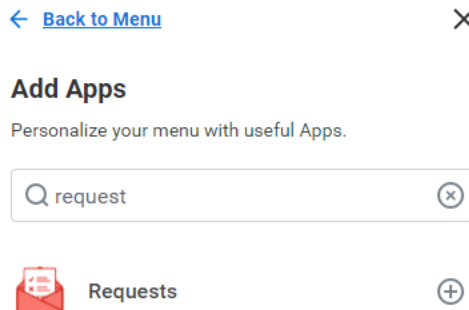 Back to Menu
Add Apps
Personalize your menu with useful Apps.
request
Requests